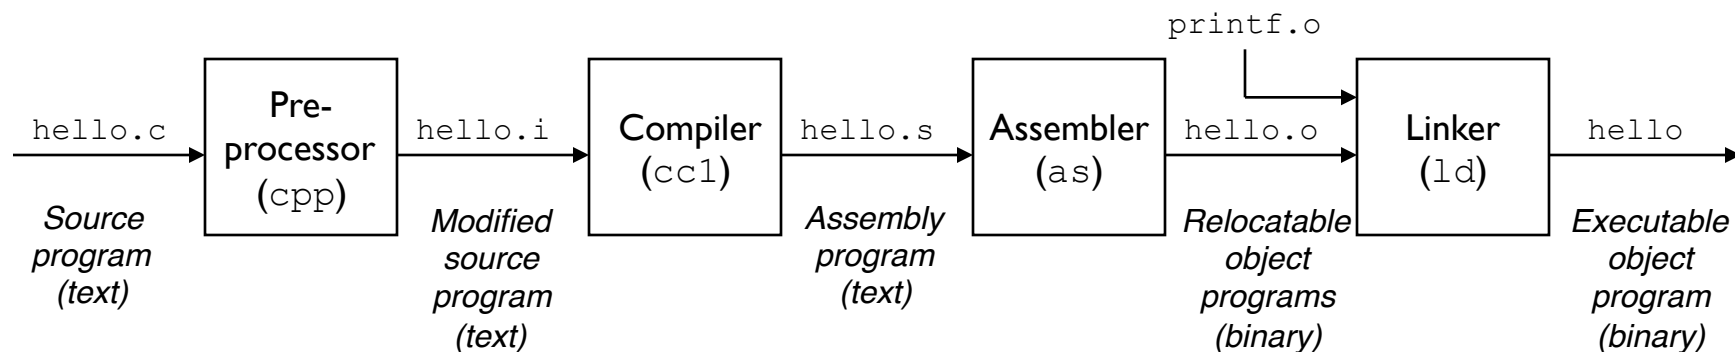 printf.o
hello.c
Pre-
processor
(cpp)
hello.i
Compiler
(cc1)
hello.s
Assembler
(as)
hello.o
Linker
(ld)
hello
Source
program
(text)
Modified
source
program
(text)
Assembly
program
(text)
Relocatable
object
programs
(binary)
Executable
object
program
(binary)